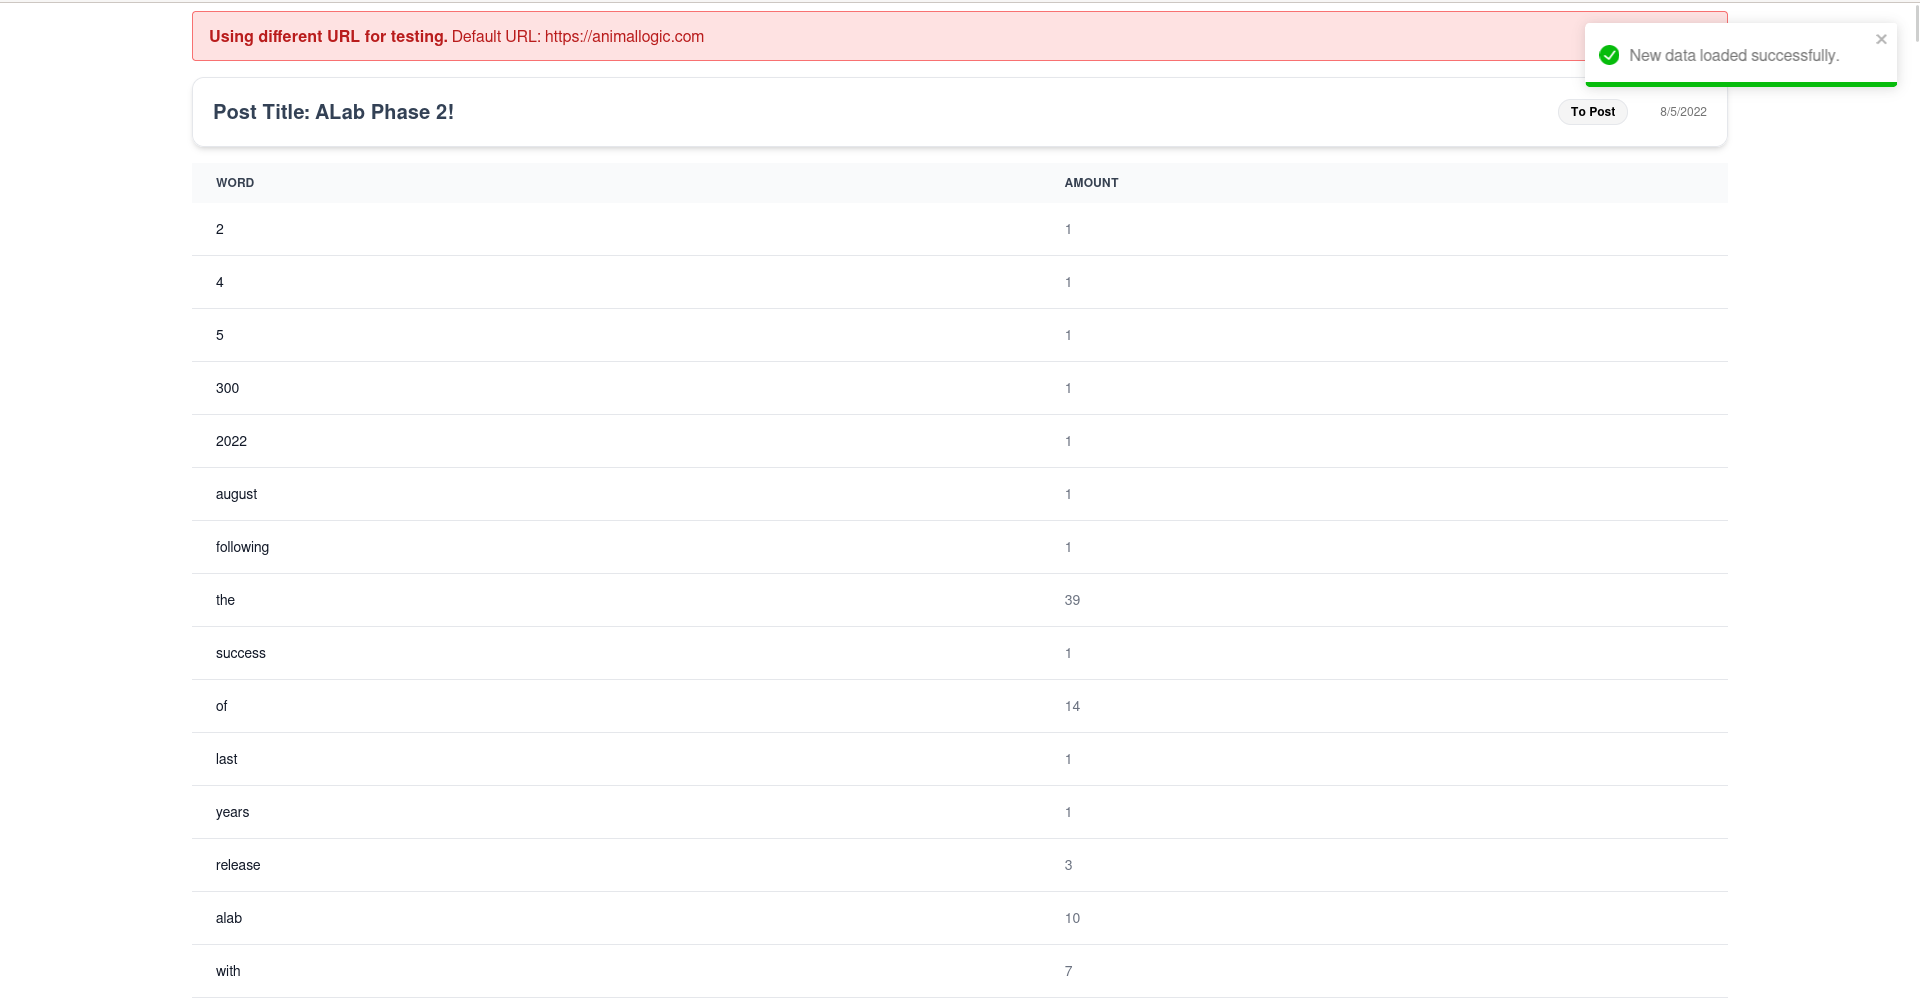 Using different URL for testing. Default URL: https://animallogic.com
New data loaded successfully.
Post Title: ALab Phase 2!
To Post
8/5/2022
WORD AMOUNT
2 1
4 1
5 1
300 1
2022 1
august 1
following 1
the 39
success 1
of 14
last 1
years 1
release 3
alab 10
with 7